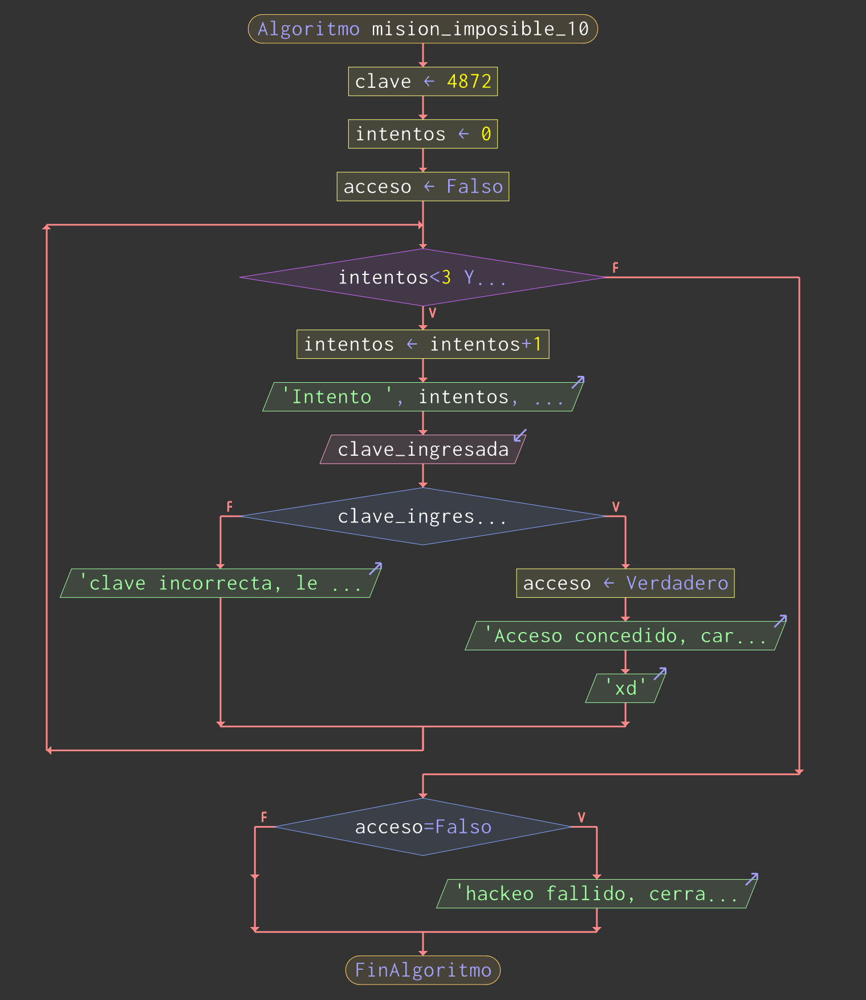 Algoritmo mision_imposible_10
clave ← 4872
intentos ← 0
acceso ← Falso
intentos<3 Y...
F
V
intentos ← intentos+1
'Intento ', intentos, ...
clave_ingresada
F
V
clave_ingres...
'clave incorrecta, le ...
acceso ← Verdadero
'Acceso concedido, car...
'xd'
F
V
acceso=Falso
'hackeo fallido, cerra...
FinAlgoritmo